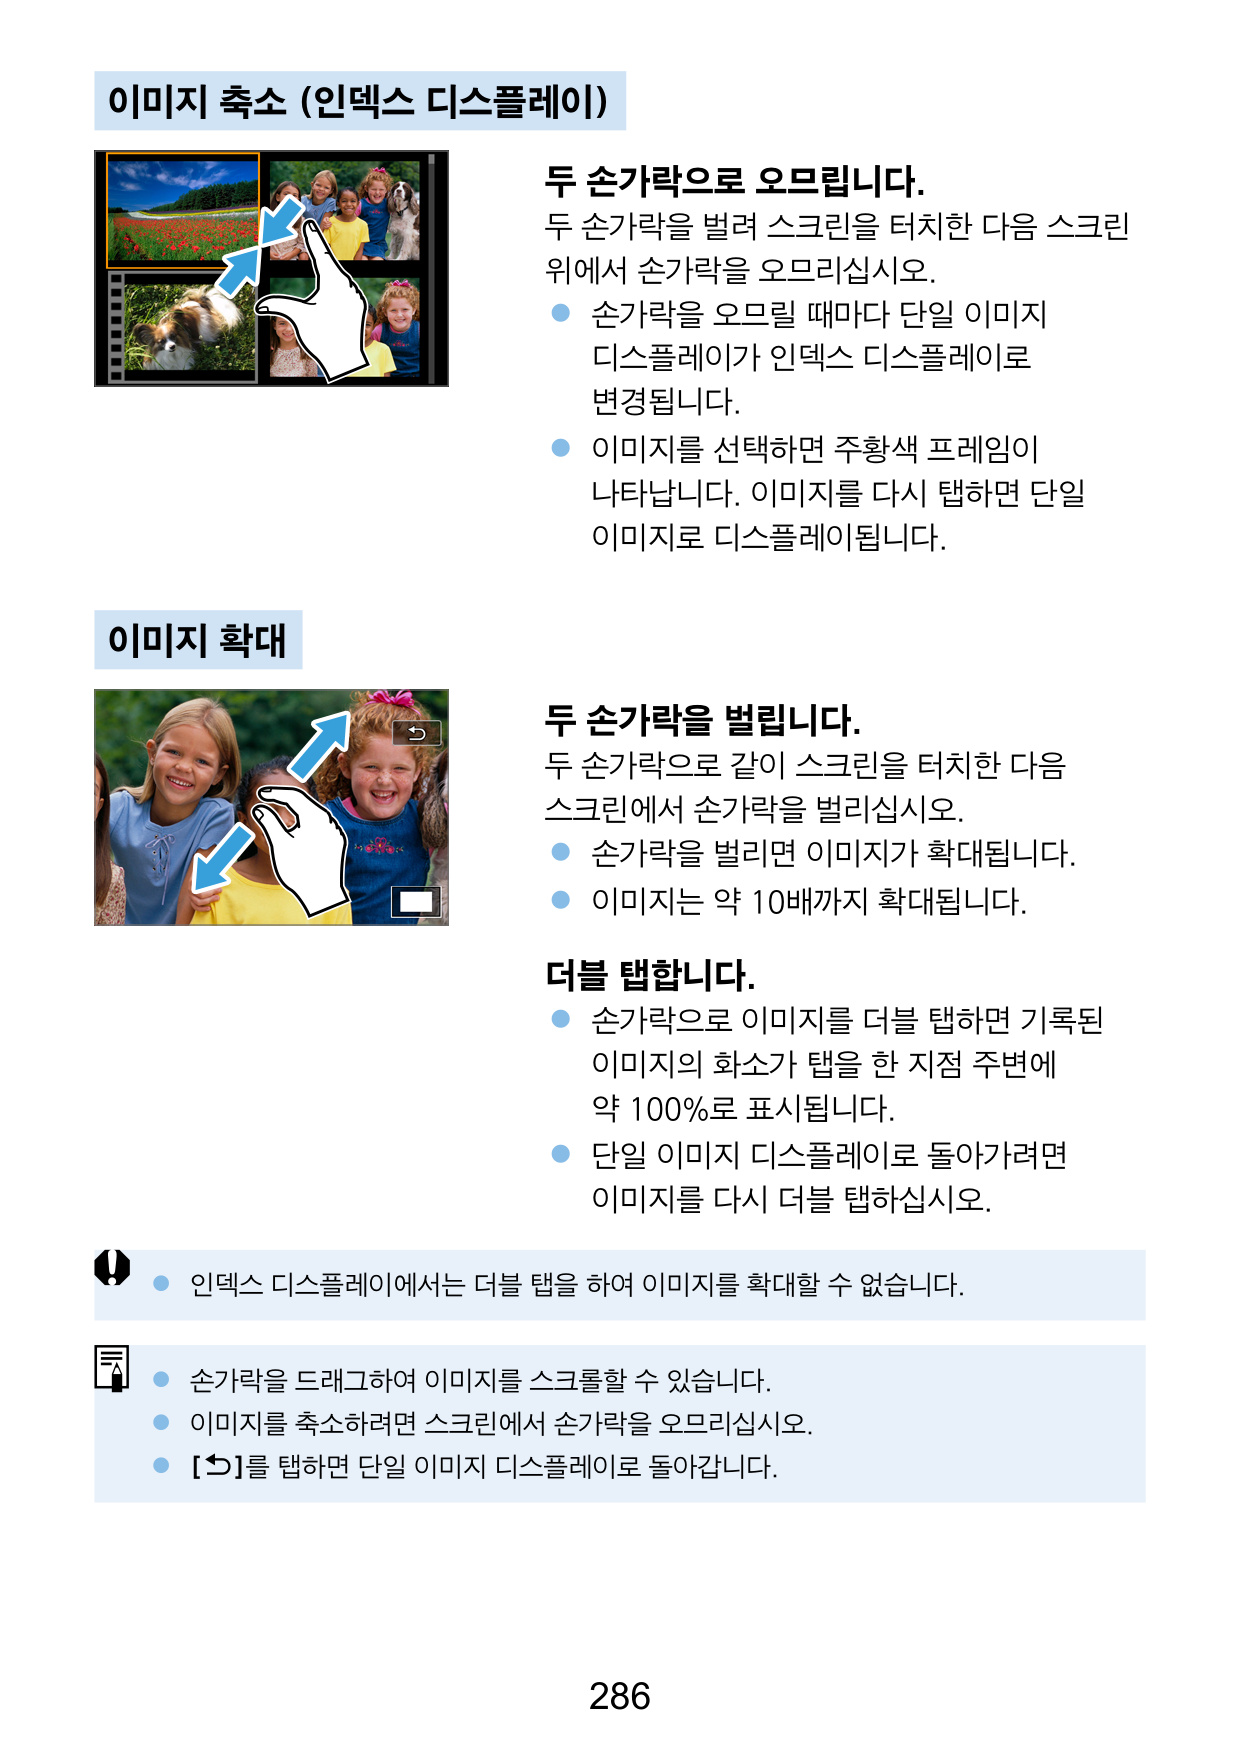 이미지 축소 (인덱스 디스플레이)
두 손가락으로 오므립니다.
두 손가락을 벌려 스크린을 터치한 다음 스크린
위에서 손가락을 오므리십시오.
● 손가락을 오므릴 때마다 단일 이미지
디스플레이가 인덱스 디스플레이로
변경됩니다.
● 이미지를 선택하면 주황색 프레임이
나타납니다. 이미지를 다시 탭하면 단일
이미지로 디스플레이됩니다.
이미지 확대
두 손가락을 벌립니다.
두 손가락으로 같이 스크린을 터치한 다음
스크린에서 손가락을 벌리십시오.
● 손가락을 벌리면 이미지가 확대됩니다.
● 이미지는 약 10배까지 확대됩니다.
더블 탭합니다.
● 손가락으로 이미지를 더블 탭하면 기록된
이미지의 화소가 탭을 한 지점 주변에
약 100%로 표시됩니다.
● 단일 이미지 디스플레이로 돌아가려면
이미지를 다시 더블 탭하십시오.
● 인덱스 디스플레이에서는 더블 탭을 하여 이미지를 확대할 수 없습니다.
● 손가락을 드래그하여 이미지를 스크롤할 수 있습니다.
● 이미지를 축소하려면 스크린에서 손가락을 오므리십시오.
● [⮌]를 탭하면 단일 이미지 디스플레이로 돌아갑니다.
286